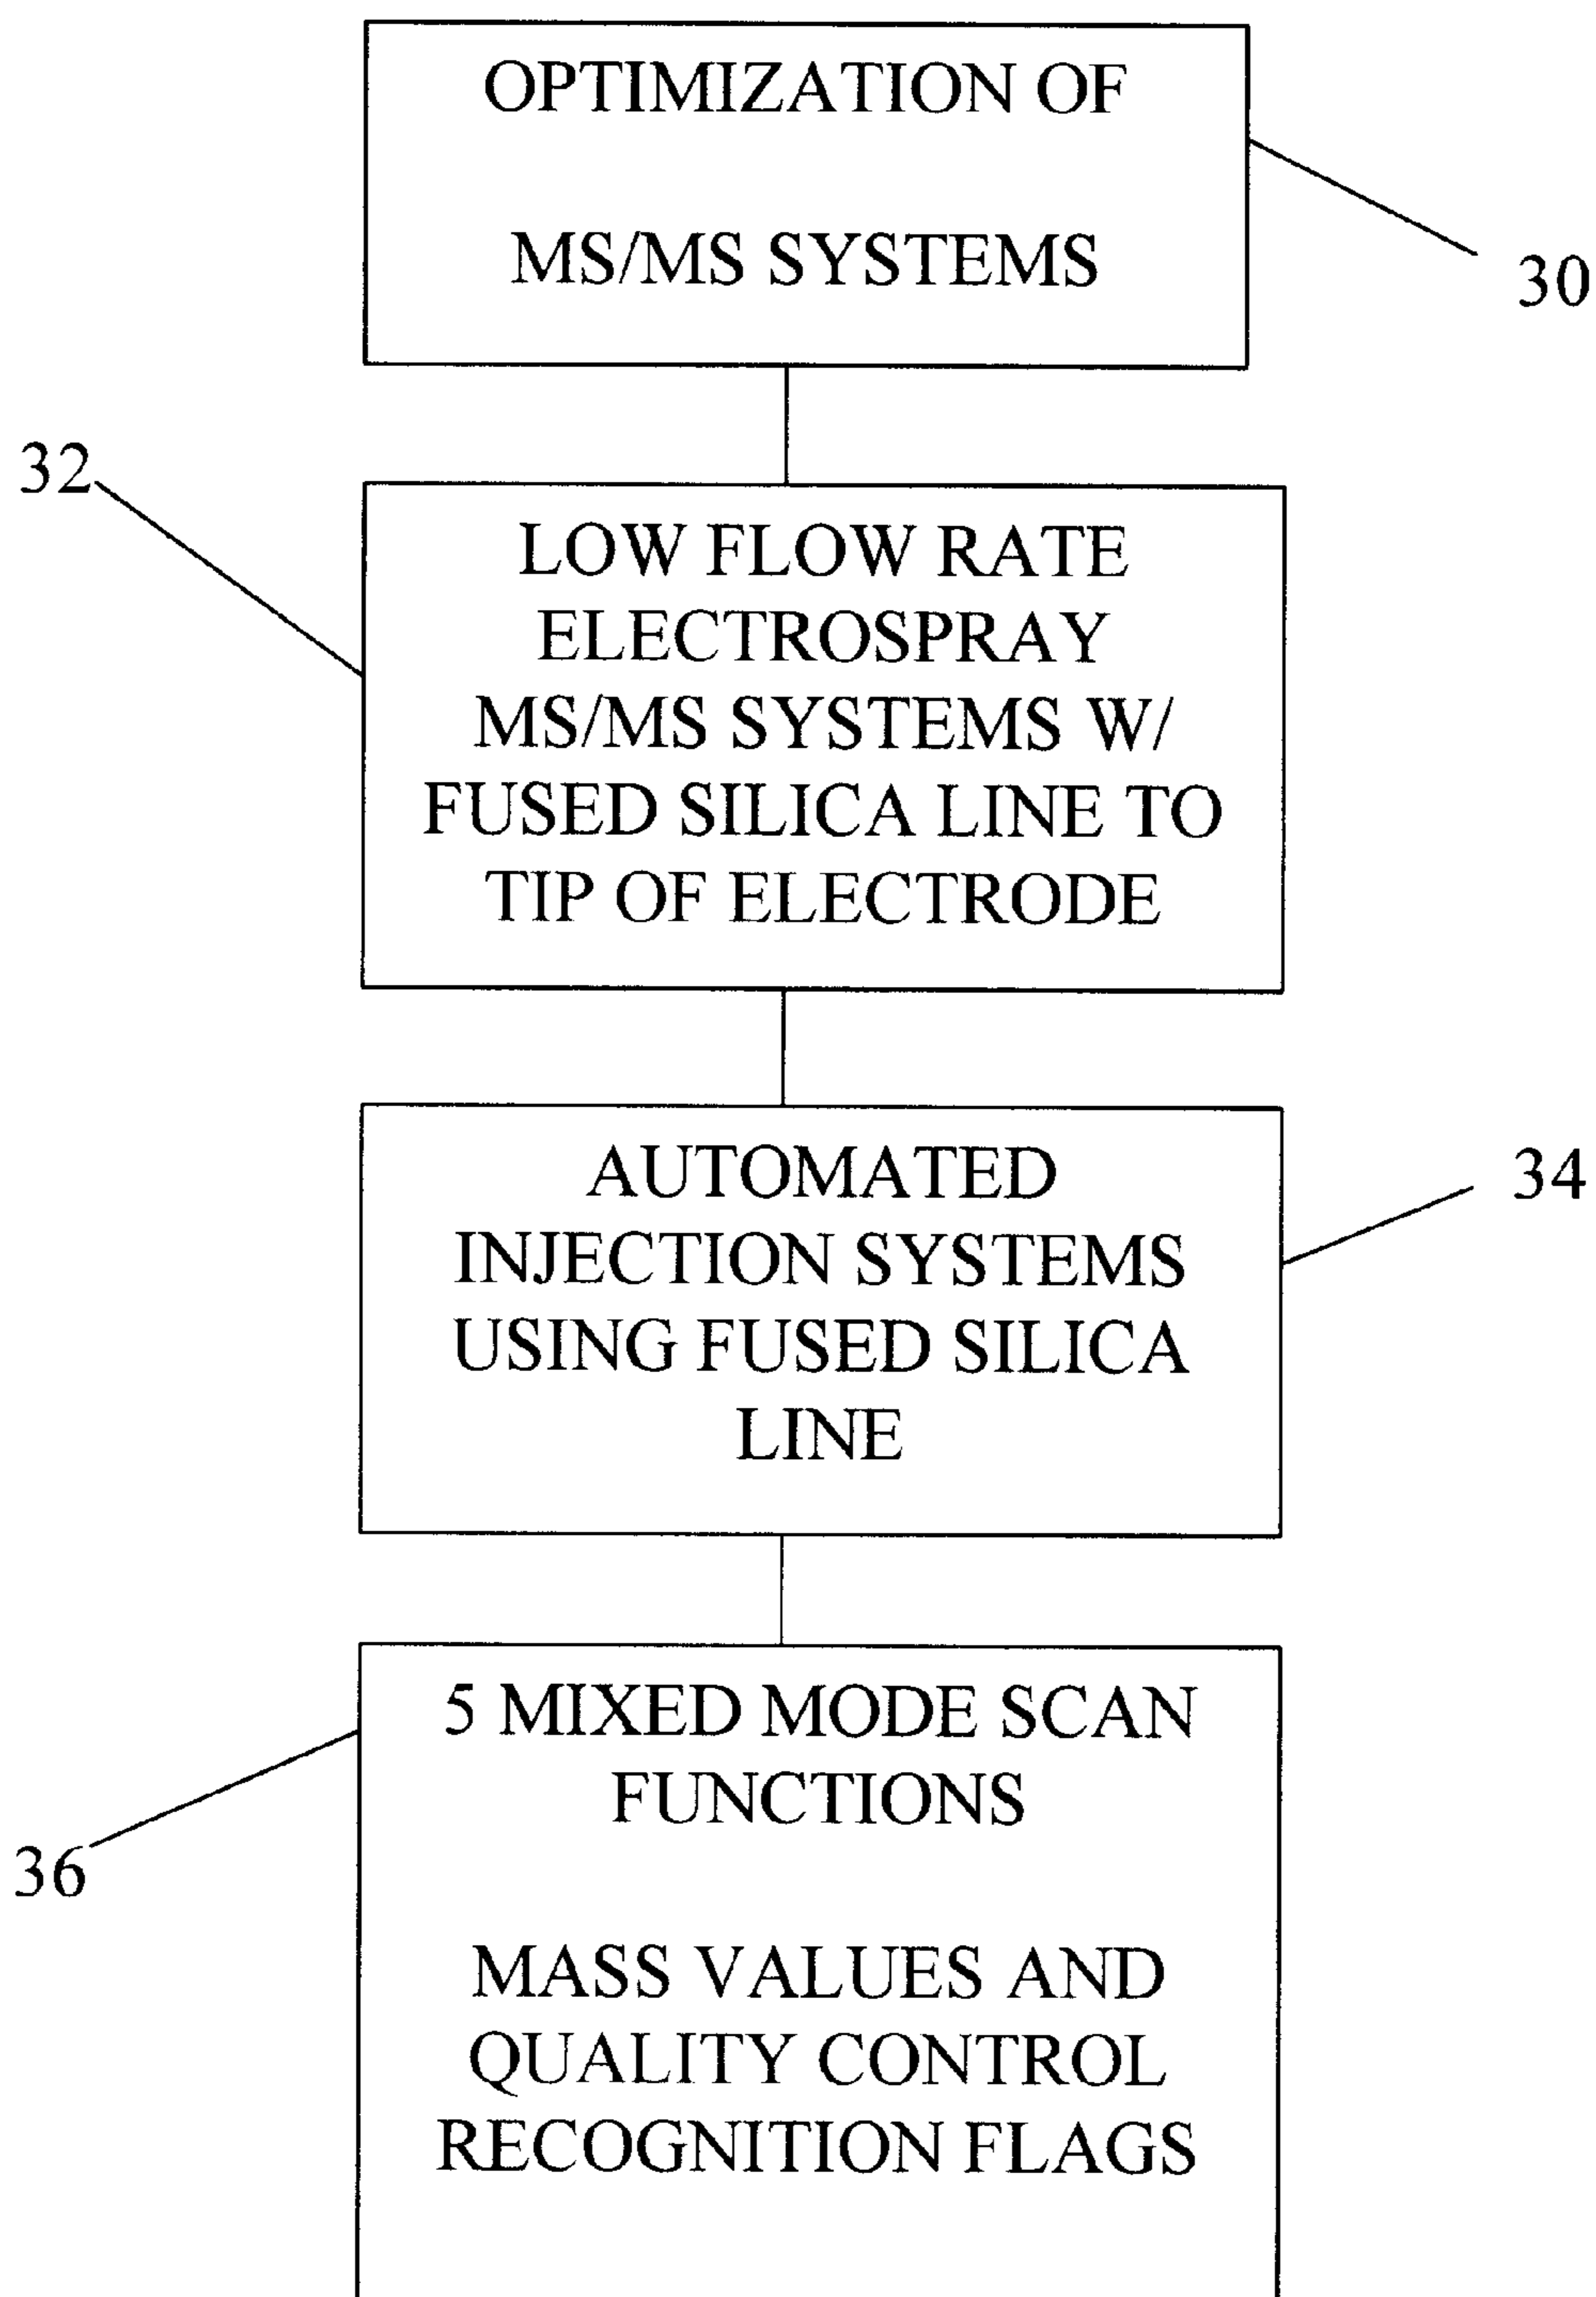 OPTIMIZATION OF
MS/MS SYSTEMS
30
32
LOW FLOW RATE
ELECTROSPRAY
MS/MS SYSTEMS W/
FUSED SILICA LINE TO
TIP OF ELECTRODE
AUTOMATED
INJECTION SYSTEMS
USING FUSED SILICA
LINE
34
5 MIXED MODE SCAN
FUNCTIONS
36
MASS VALUES AND
QUALITY CONTROL
RECOGNITION FLAGS